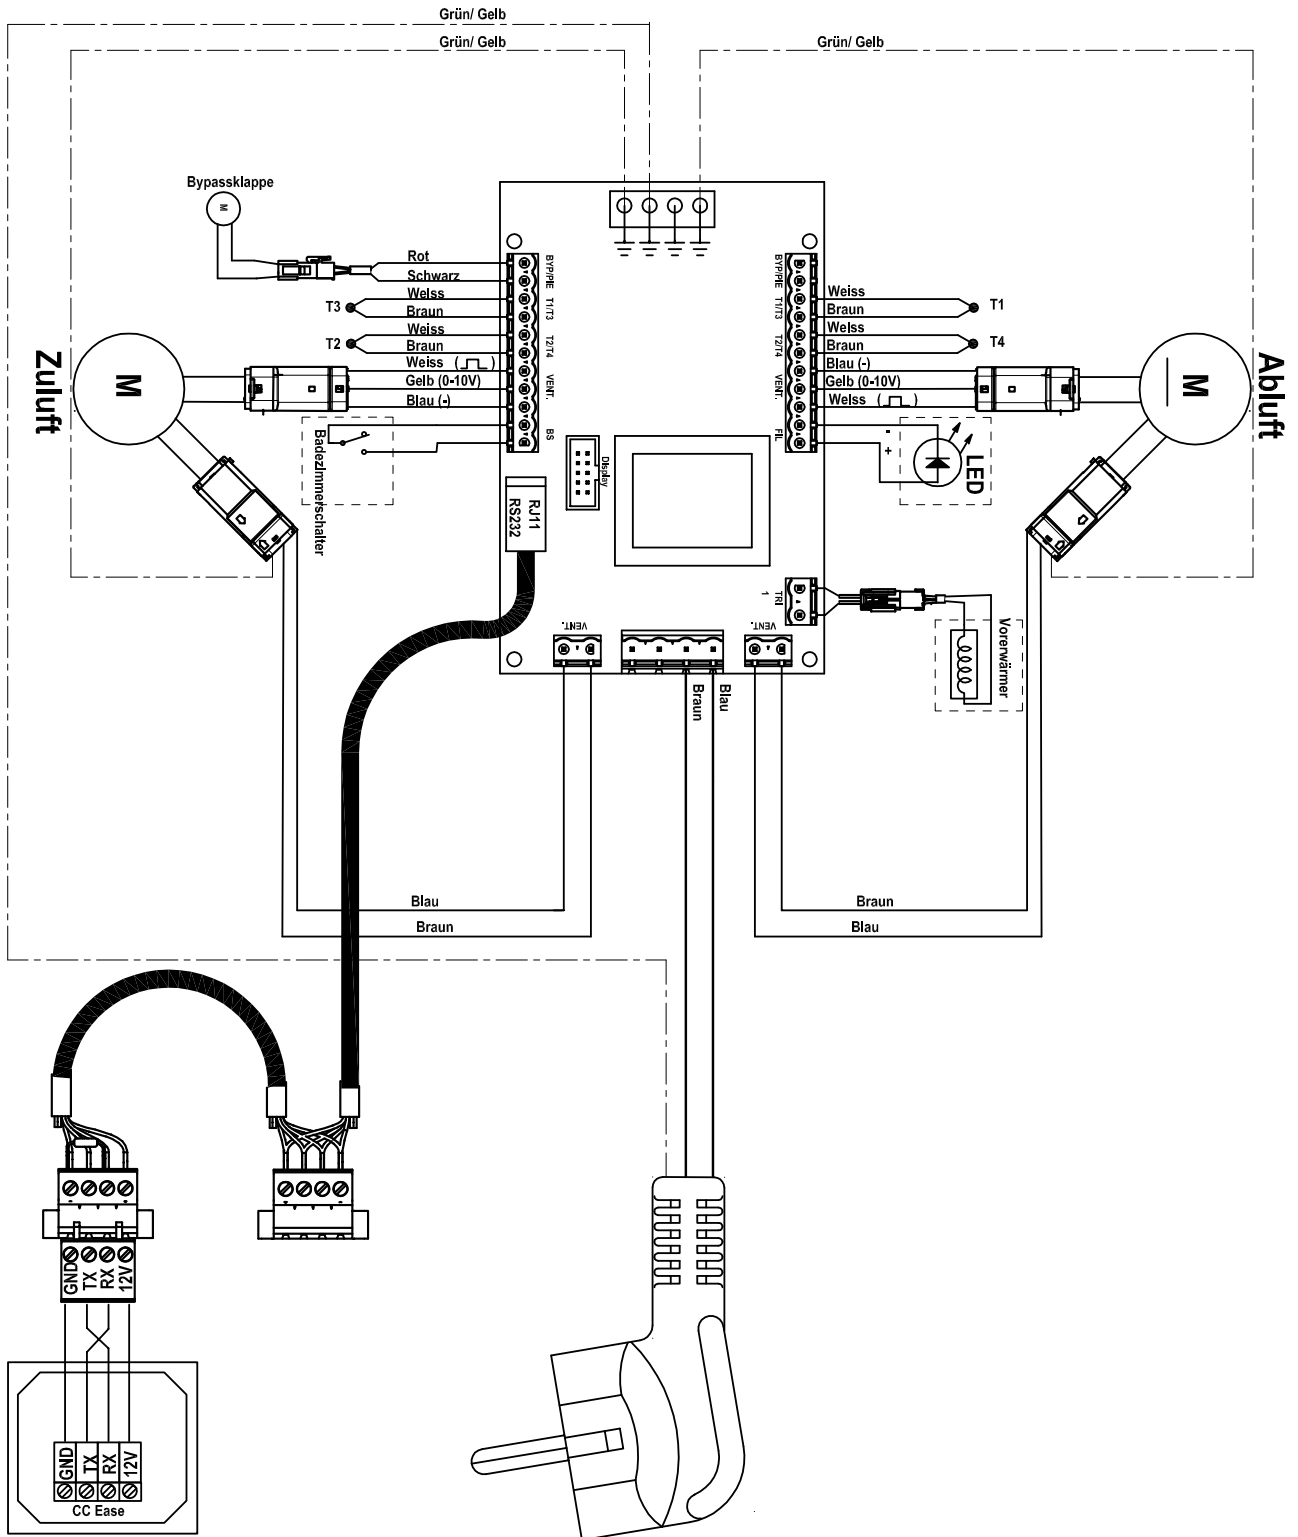 Grün/ Gelb
Grün/ Gelb
Grün/ Gelb
Bypassklappe
M
Rot
Schwarz
Weiss
T3
Braun
Weiss
T2
Braun
Weiss ( )
Gelb (0-10V)
Blau (-)
BYP/PIE
T1/T3
T2/T4
VENT.
BS
BYP/PIE
T1/T3
T2/T4
VENT.
FIL
Weiss
T1
Braun
Weiss
T4
Braun
Blau (-)
Gelb (0-10V)
Weiss ( )
Zuluft
M
M
Abluft
Badezimmerschalter
-
+
LED
Display
RJ11
RS232
TRI
1
Vorerwärmer
VENT.
VENT.
Braun
Blau
Blau
Braun
Braun
Blau
GND
TX
RX
12V
GND
TX
RX
12V
CC Ease